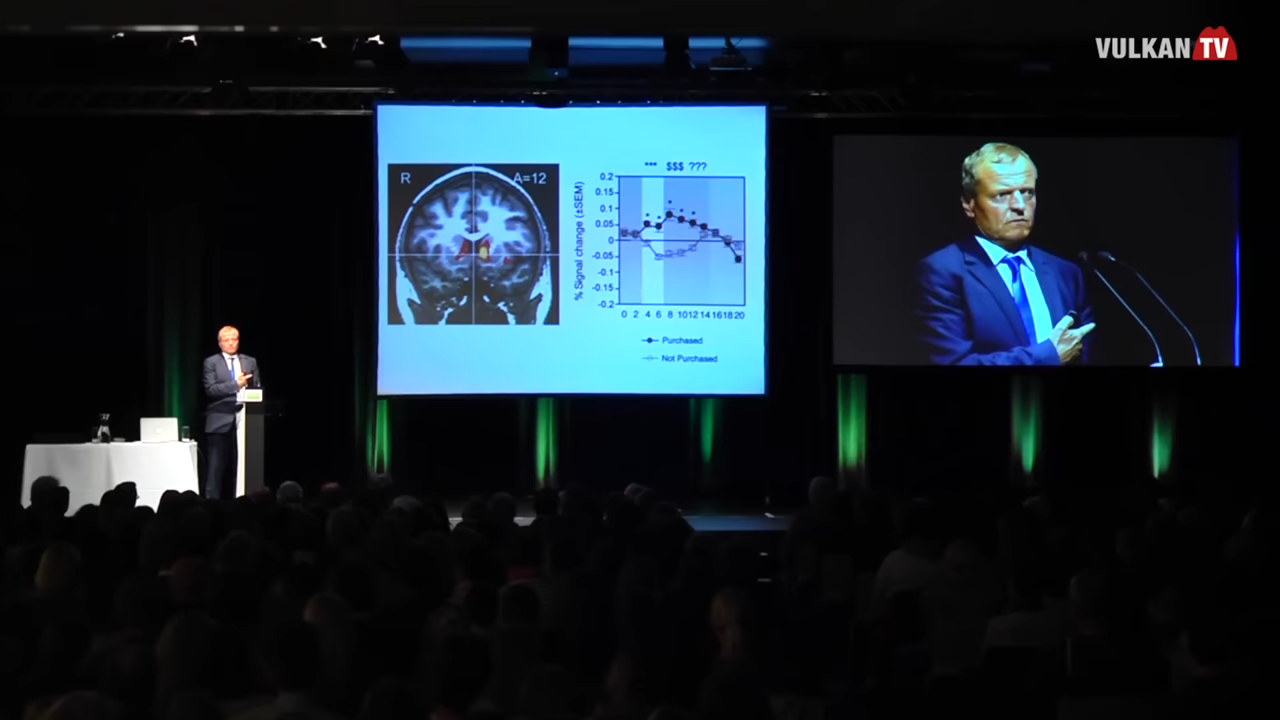 VULKAN TV
R
A=12
*** $$$ ???
0.2
0.15
0.1
0.05
0
-0.05
-0.1
-0.15
-0.2
% Signal change (±SEM)
0 2 4 6 8 10 12 14 16 18 20
Purchased
Not Purchased